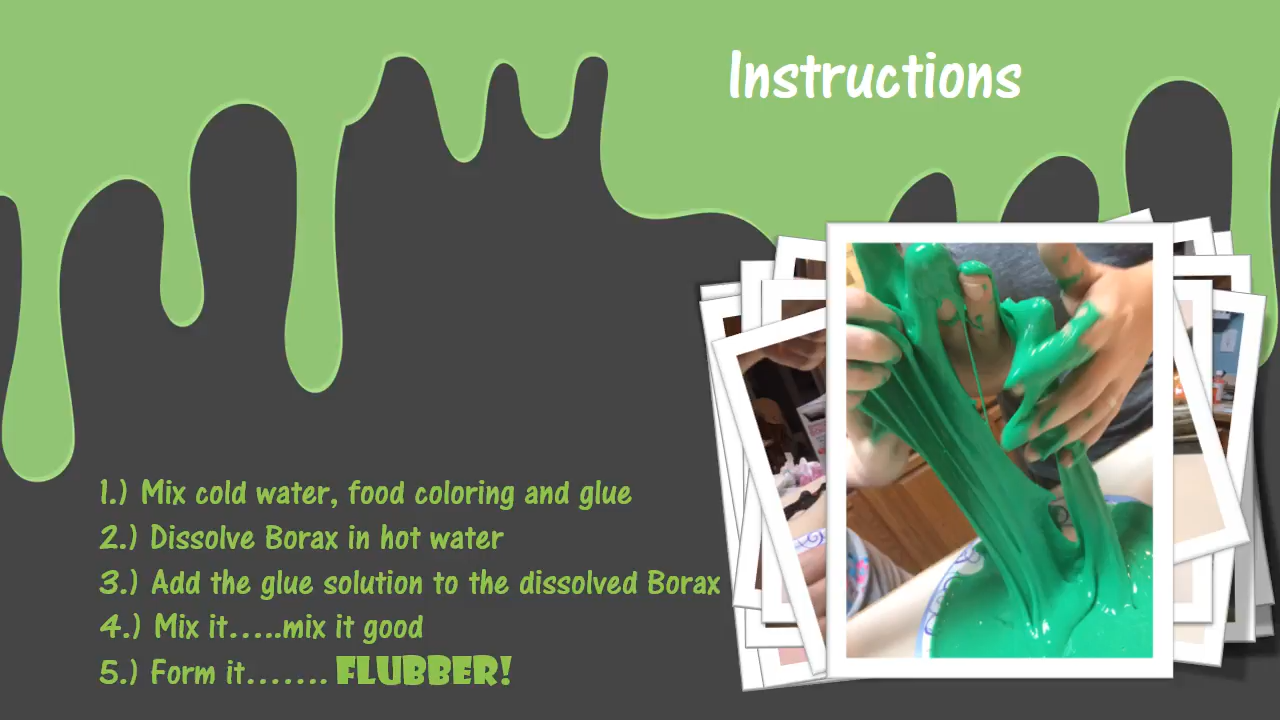 Instructions
1.) Mix cold water, food coloring and glue
2.) Dissolve Borax in hot water
3.) Add the glue solution to the dissolved Borax
4.) Mix it.....mix it good
5.) Form it....... FLUBBER!